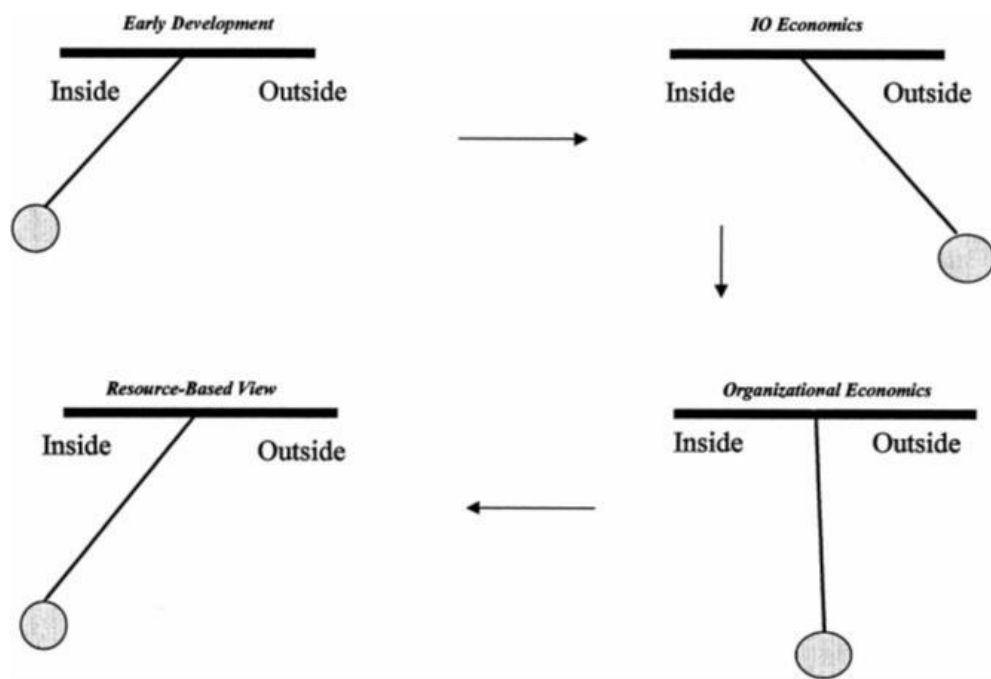 Early Development
Inside Outside
IO Economics
Inside Outside
Resource-Based View
Inside Outside
Organizational Economics
Inside Outside